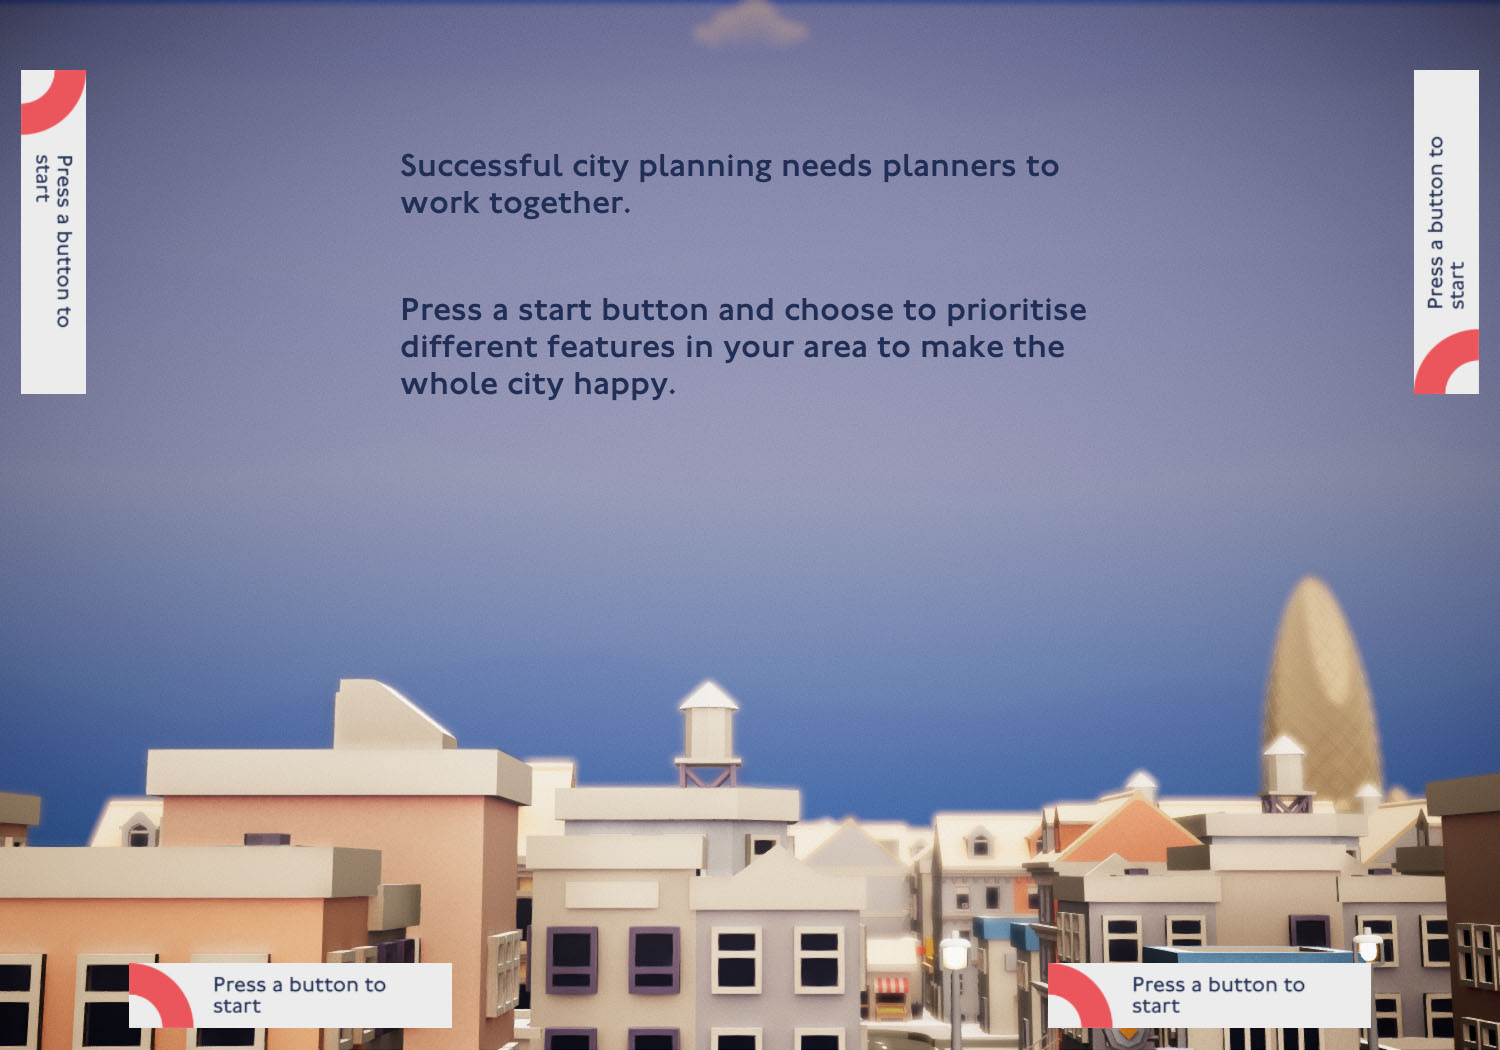 Successful city planning needs planners to
work together.
Press a start button and choose to prioritise
different features in your area to make the
whole city happy.
Press a button to
start
Press a button to
start
Press a button to
start
Press a button to
start